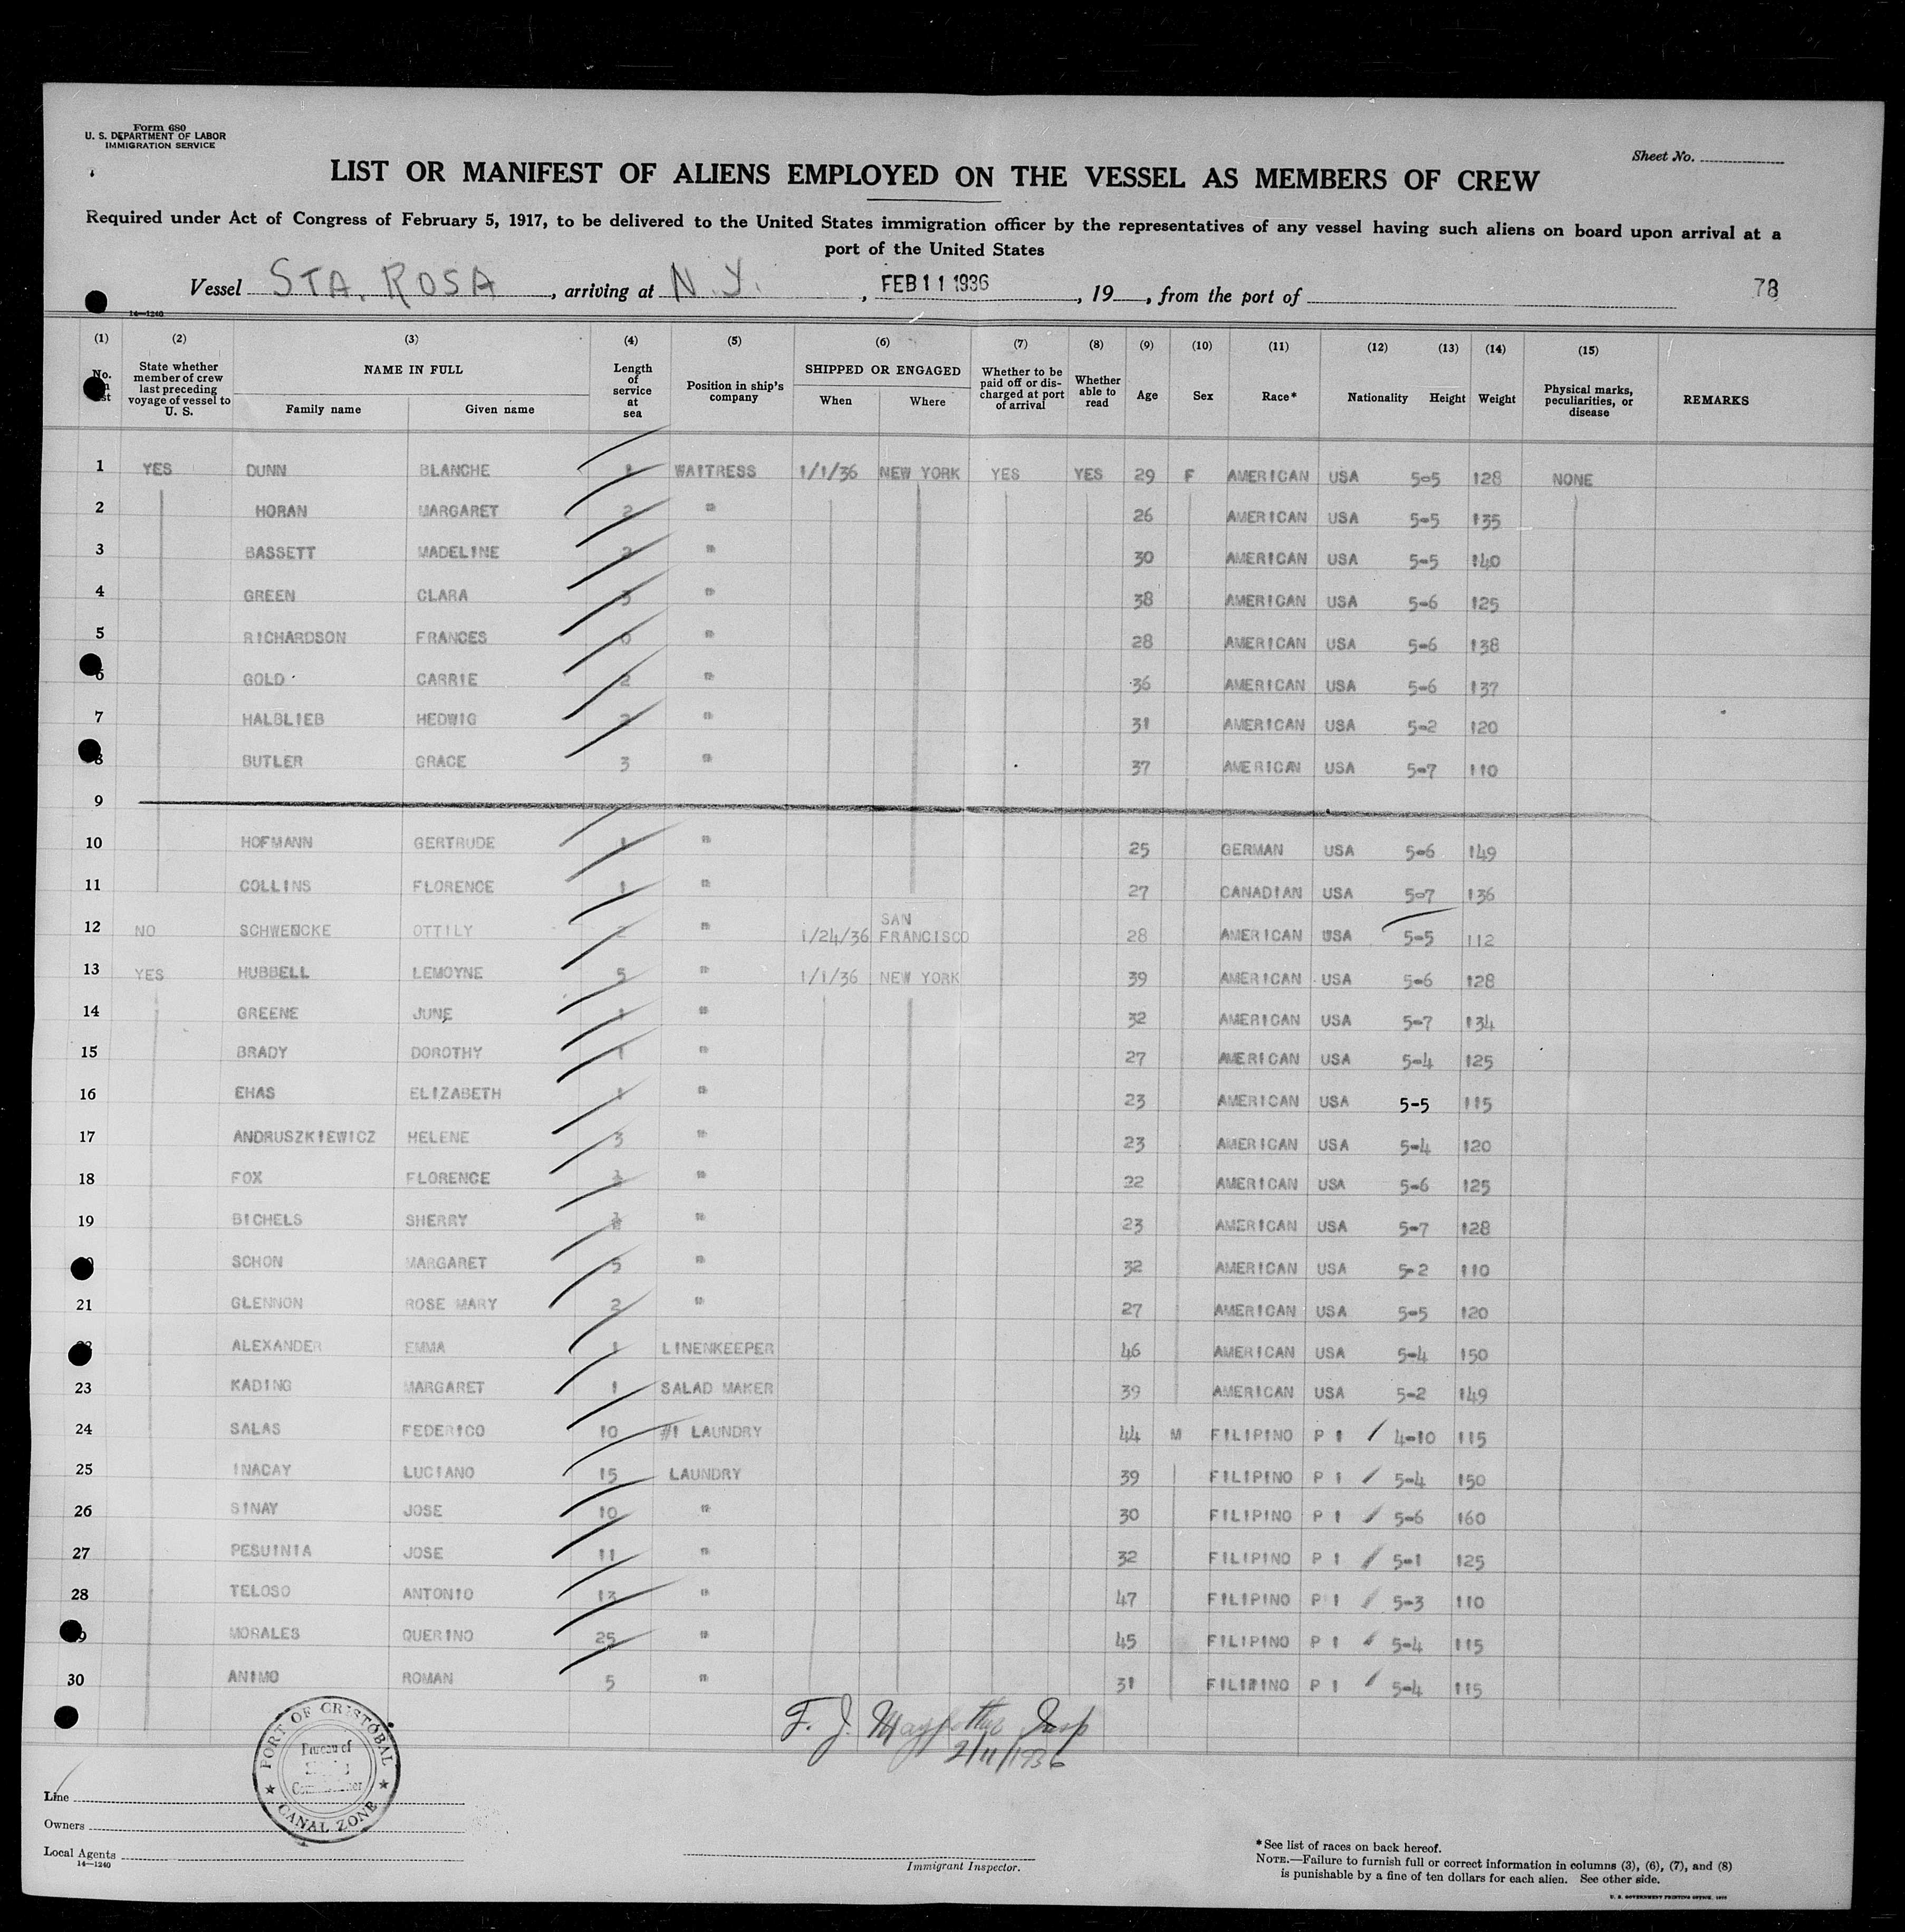 Form 680
U. S. DEPARTMENT OF LABOR
IMMIGRATION SERVICE
Sheet No.
LIST OR MANIFEST OF ALIENS EMPLOYED ON THE VESSEL AS MEMBERS OF CREW
Required under Act of Congress of February 5, 1917, to be delivered to the United States immigration officer by the representatives of any vessel having such aliens on board upon arrival at a
port of the United States
Vessel STA. ROSA, arriving at N.Y., FEB 11 1936, 19, from the port of 78
14—1240
(1) (2) (3) (4) (5) (6) (7) (8) (9) (10) (11) (12) (13) (14) (15)
No. State whether member of crew last preceding voyage of vessel to U. S. NAME IN FULL Family name Given name Length of service at sea Position in ship's company SHIPPED OR ENGAGED When Where Whether to be paid off or discharged at port of arrival Whether able to read Age Sex Race* Nationality Height Weight Physical marks, peculiarities, or disease REMARKS
1 YES DUNN BLANCHE 1 WAITRESS 1/1/36 NEW YORK YES YES 29 F AMERICAN USA 5-5 128 NONE
2 HORAN MARGARET 2 " 26 AMERICAN USA 5-5 135
3 BASSETT MADELINE 2 " 30 AMERICAN USA 5-5 140
4 GREEN CLARA 3 " 38 AMERICAN USA 5-6 125
5 RICHARDSON FRANCES " 28 AMERICAN USA 5-6 138
6 GOLD CARRIE 2 " 36 AMERICAN USA 5-6 137
7 HALBLIEB HEDWIG 2 " 31 AMERICAN USA 5-2 120
8 BUTLER GRACE 3 " 37 AMERICAN USA 5-7 110
9
10 HOFMANN GERTRUDE 1 " 25 GERMAN USA 5-6 149
11 COLLINS FLORENCE 1 " 27 CANADIAN USA 5-7 136
12 NO SCHWENCKE OTTILY 2 " 1/24/36 SAN FRANCISCO 28 AMERICAN USA 5-5 112
13 YES HUBBELL LEMOYNE 5 " 1/1/36 NEW YORK 39 AMERICAN USA 5-6 128
14 GREENE JUNE 1 " 32 AMERICAN USA 5-7 134
15 BRADY DOROTHY 1 " 27 AMERICAN USA 5-4 125
16 EHAS ELIZABETH 1 " 23 AMERICAN USA 5-5 115
17 ANDRUSZKIEWICZ HELENE 3 " 23 AMERICAN USA 5-4 120
18 FOX FLORENCE " 22 AMERICAN USA 5-6 125
19 BICHELS SHERRY " 23 AMERICAN USA 5-7 128
SCHON MARGARET 5 " 32 AMERICAN USA 5-2 110
21 GLENNON ROSE MARY 2 " 27 AMERICAN USA 5-5 120
ALEXANDER EMMA 1 LINENKEEPER 46 AMERICAN USA 5-4 150
23 KADING MARGARET 1 SALAD MAKER 39 AMERICAN USA 5-2 149
24 SALAS FEDERICO 10 #1 LAUNDRY 44 M FILIPINO P I 4-10 115
25 INACAY LUCIANO 15 LAUNDRY 39 FILIPINO P I 5-4 150
26 SINAY JOSE 10 " 30 FILIPINO P I 5-6 160
27 PESUINIA JOSE 11 " 32 FILIPINO P I 5-1 125
28 TELOSO ANTONIO 13 " 47 FILIPINO P I 5-3 110
9 MORALES QUERINO 25 " 45 FILIPINO P I 5-4 115
30 ANIMO ROMAN 5 " 31 FILIPINO P I 5-4 115
F. J. Insp
2/11/1936
PORT OF CRISTÓBAL
Bureau of
CANAL ZONE
Line
Owners
Local Agents
14—1240
Immigrant Inspector.
*See list of races on back hereof.
NOTE.—Failure to furnish full or correct information in columns (3), (6), (7), and (8)
is punishable by a fine of ten dollars for each alien. See other side.
U. S. GOVERNMENT PRINTING OFFICE